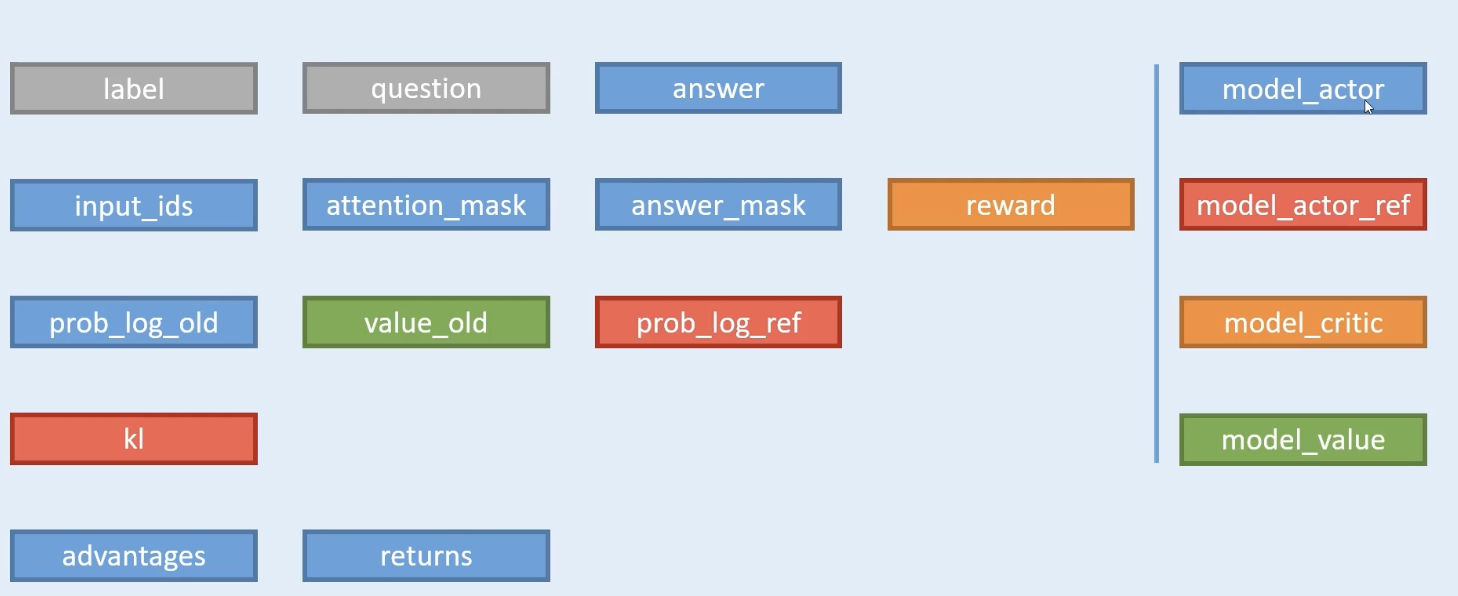 label question answer model_actor
input_ids attention_mask answer_mask reward model_actor_ref
prob_log_old value_old prob_log_ref model_critic
kl model_value
advantages returns